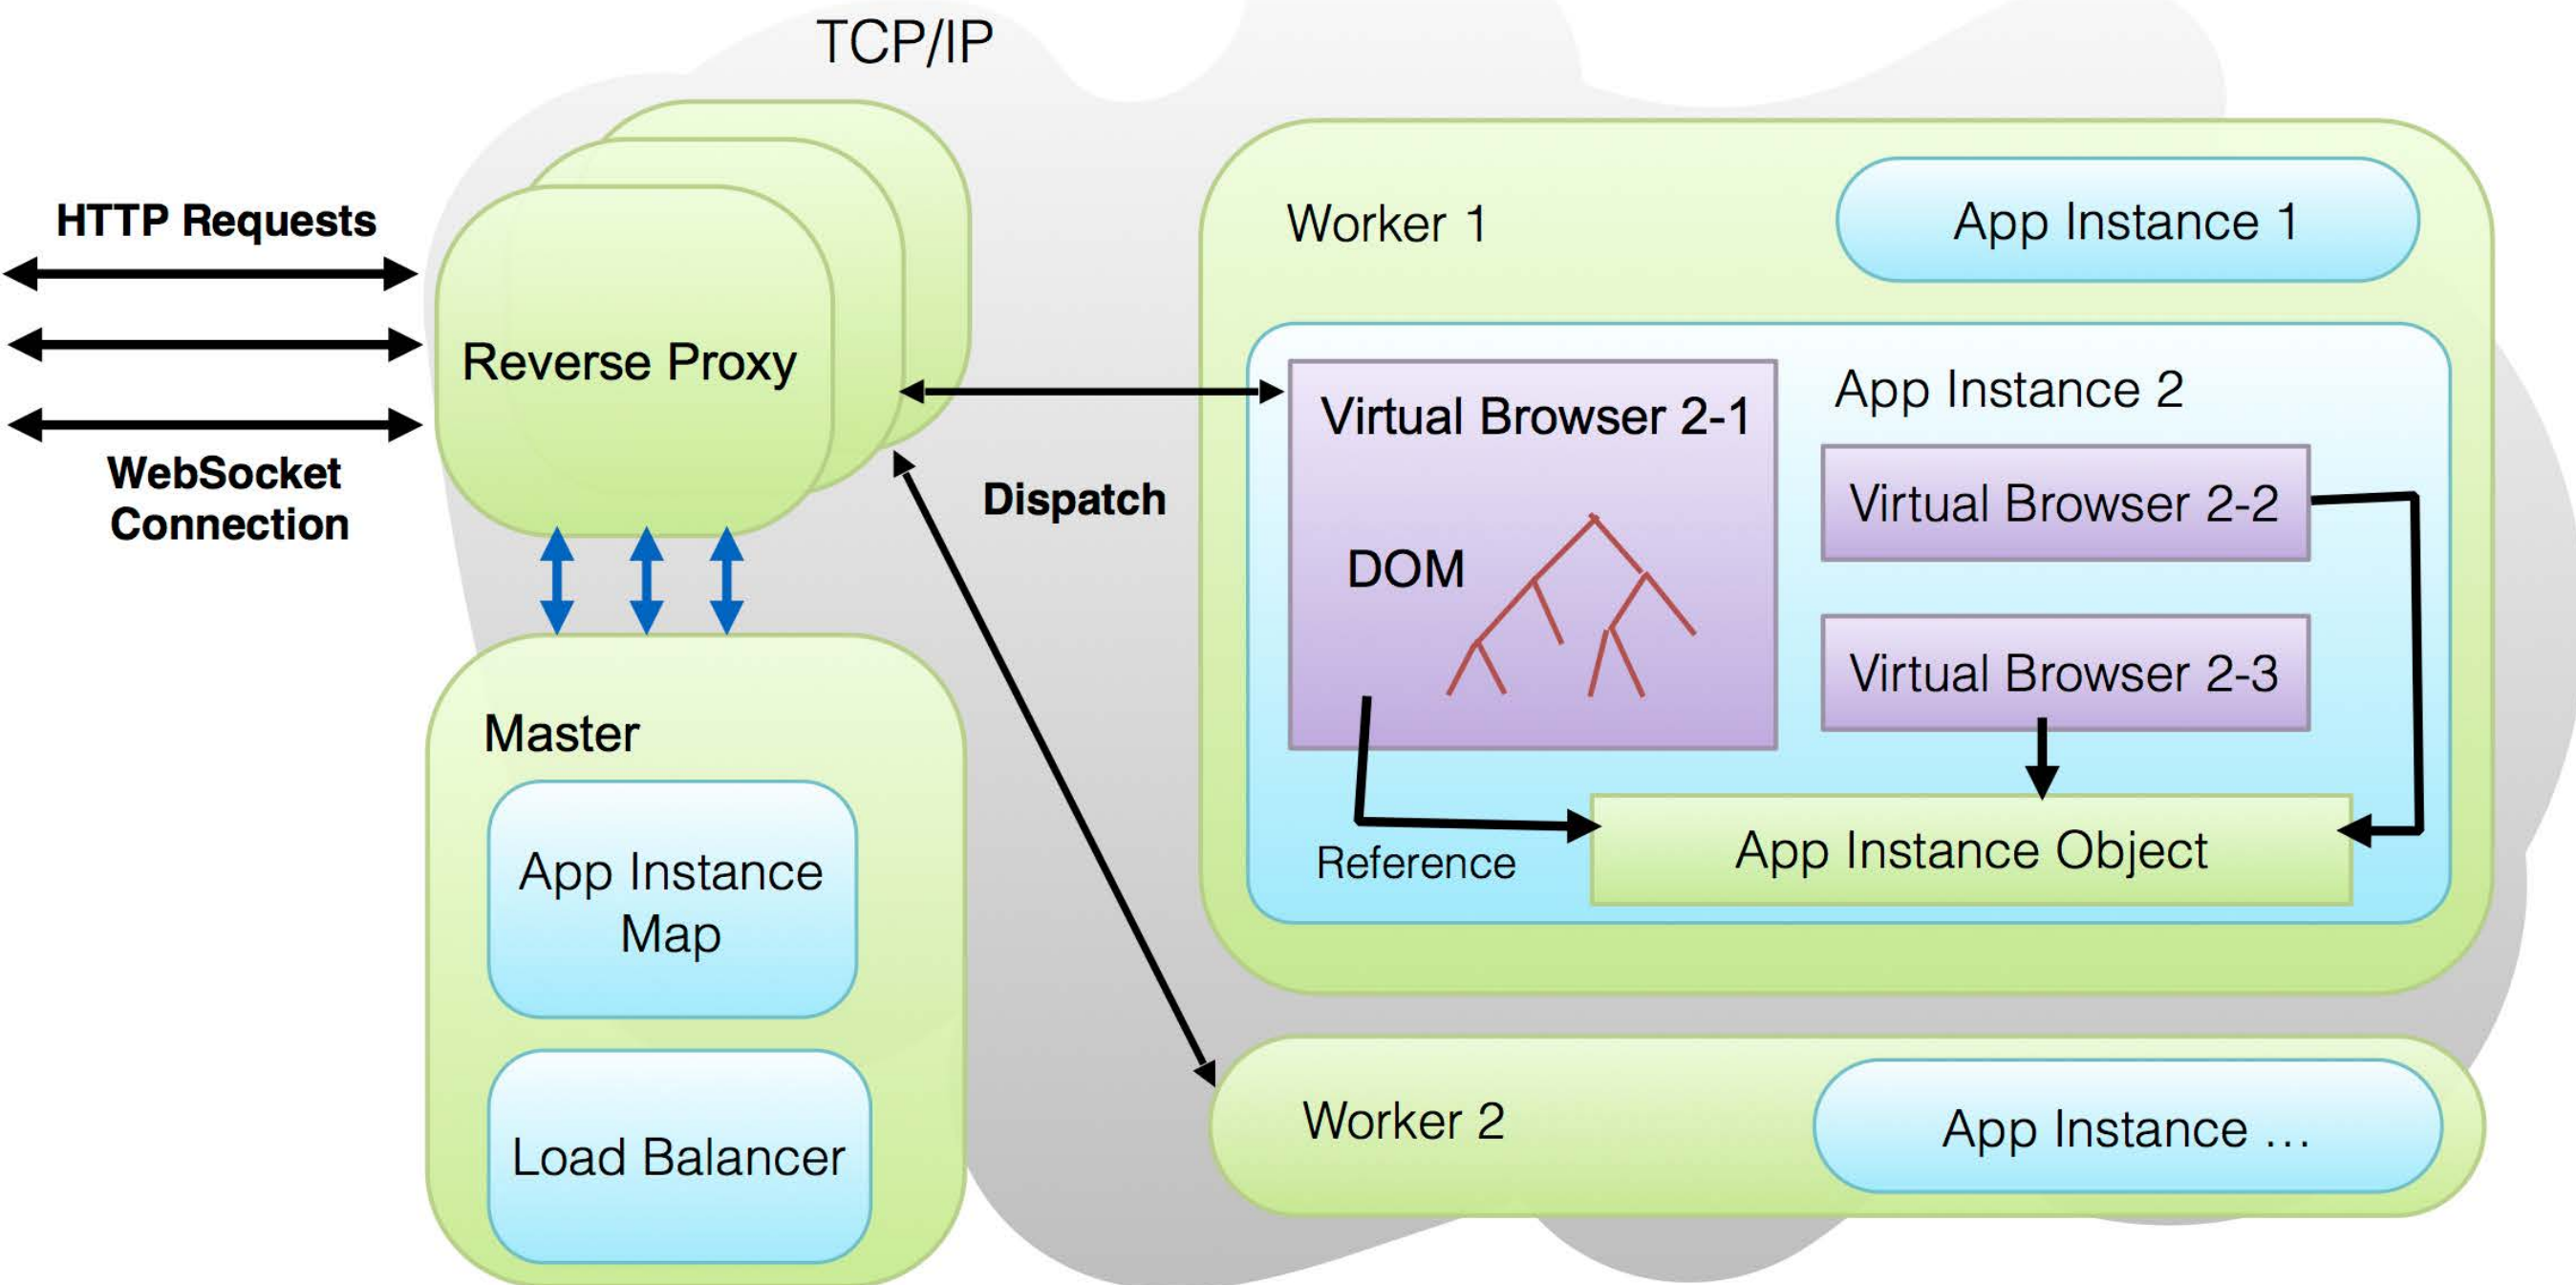 TCP/IP
HTTP Requests
WebSocket
Connection
Reverse Proxy
Dispatch
Master
App Instance
Map
Load Balancer
Worker 1
App Instance 1
App Instance 2
Virtual Browser 2-1
DOM
Virtual Browser 2-2
Virtual Browser 2-3
Reference
App Instance Object
Worker 2
App Instance …